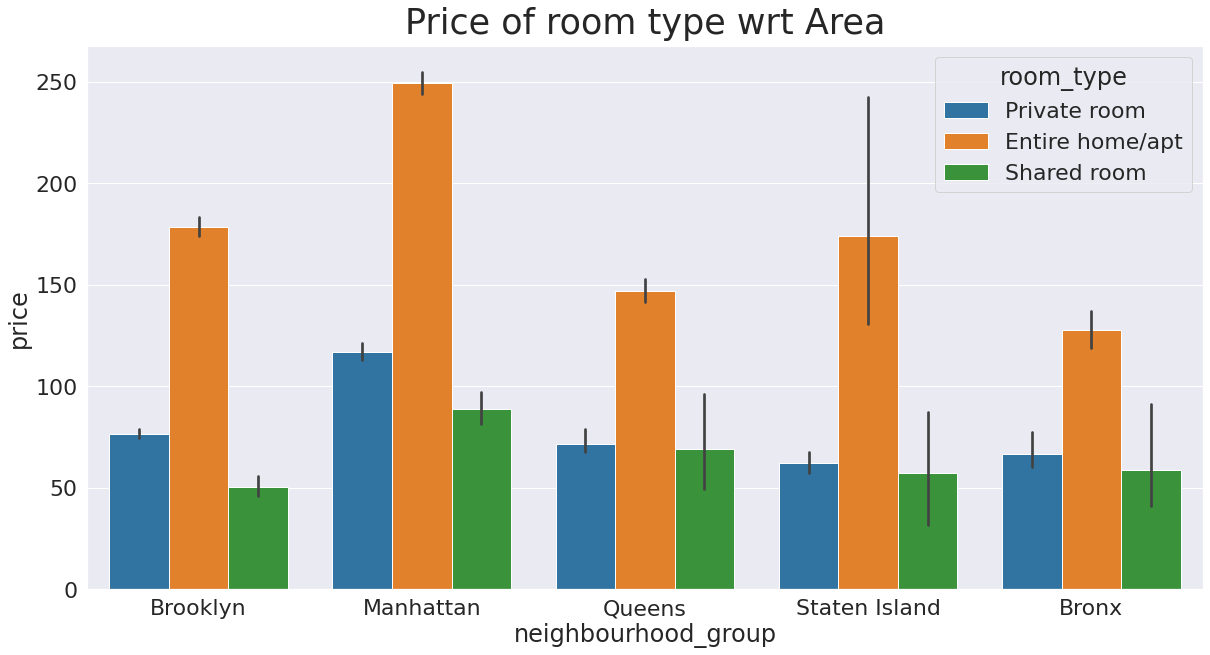 Price of room type wrt Area
room_type
Private room
Entire home/apt
Shared room
price
250
200
150
100
50
0
Brooklyn Manhattan Queens Staten Island Bronx
neighbourhood_group